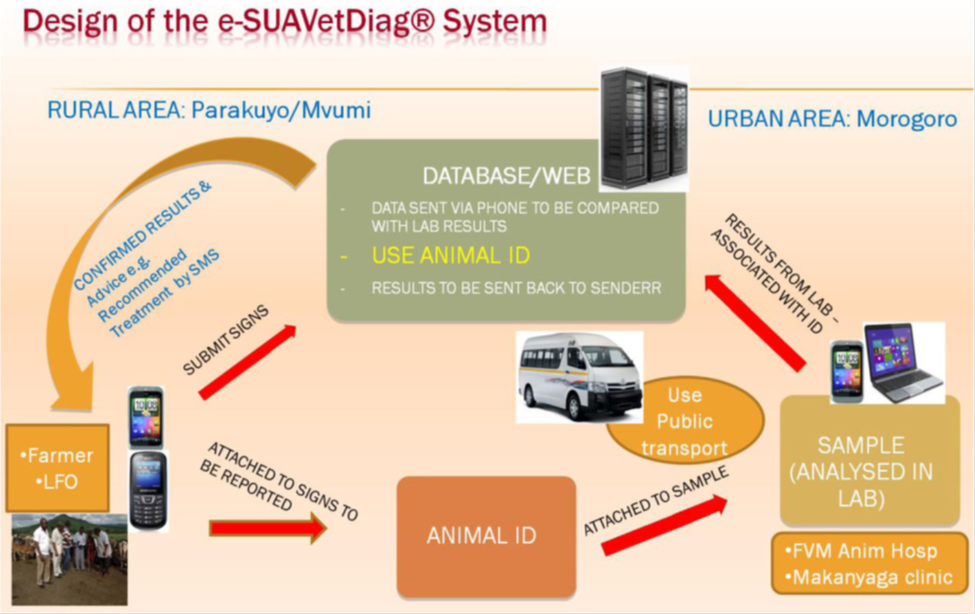 Design of the e-SUAVetDiag® System
RURAL AREA: Parakuyo/Mvumi
URBAN AREA: Morogoro
DATABASE/WEB
- DATA SENT VIA PHONE TO BE COMPARED
WITH LAB RESULTS
- USE ANIMAL ID
- RESULTS TO BE SENT BACK TO SENDERR
CONFIRMED RESULTS &
Advice e.g.
Recommended
Treatment by SMS
SUBMIT SIGNS
RESULTS FROM LAB –
ASSOCIATED WITH ID
Use
Public
transport
•Farmer
•LFO
ATTACHED TO SIGNS TO
BE REPORTED
ANIMAL ID
ATTACHED TO SAMPLE
SAMPLE
(ANALYSED IN
LAB)
•FVM Anim Hosp
•Makanyaga clinic